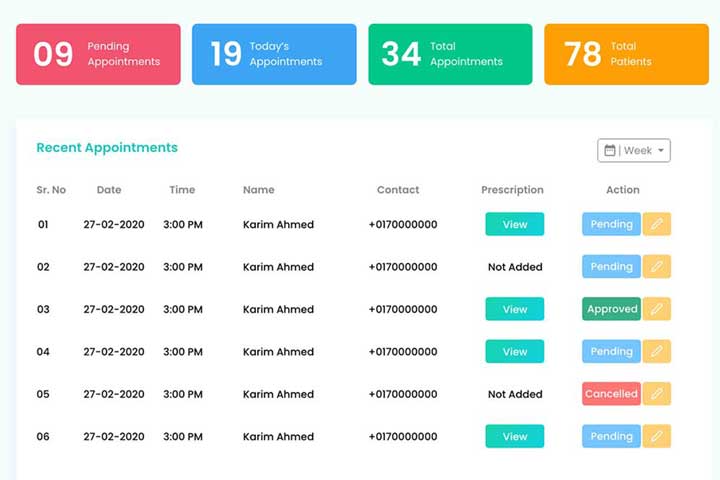 09 Pending Appointments
19 Today's Appointments
34 Total Appointments
78 Total Patients
Recent Appointments
| Week
Sr. No Date Time Name Contact Prescription Action
01 27-02-2020 3:00 PM Karim Ahmed +0170000000 View Pending
02 27-02-2020 3:00 PM Karim Ahmed +0170000000 Not Added Pending
03 27-02-2020 3:00 PM Karim Ahmed +0170000000 View Approved
04 27-02-2020 3:00 PM Karim Ahmed +0170000000 View Pending
05 27-02-2020 3:00 PM Karim Ahmed +0170000000 Not Added Cancelled
06 27-02-2020 3:00 PM Karim Ahmed +0170000000 View Pending